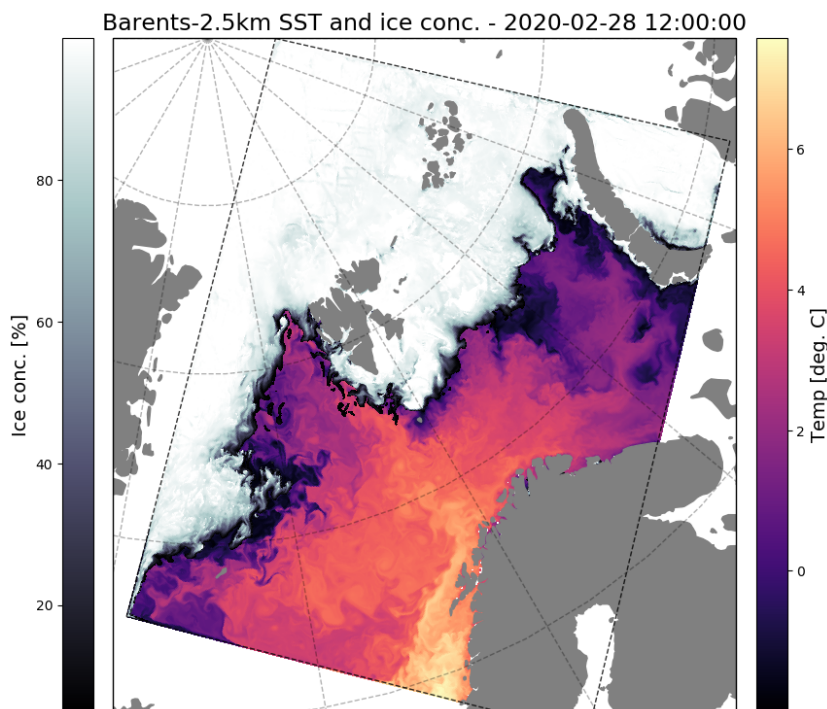 Barents-2.5km SST and ice conc. - 2020-02-28 12:00:00
Ice conc. [%]
80
60
40
20
Temp [deg. C]
6
4
2
0